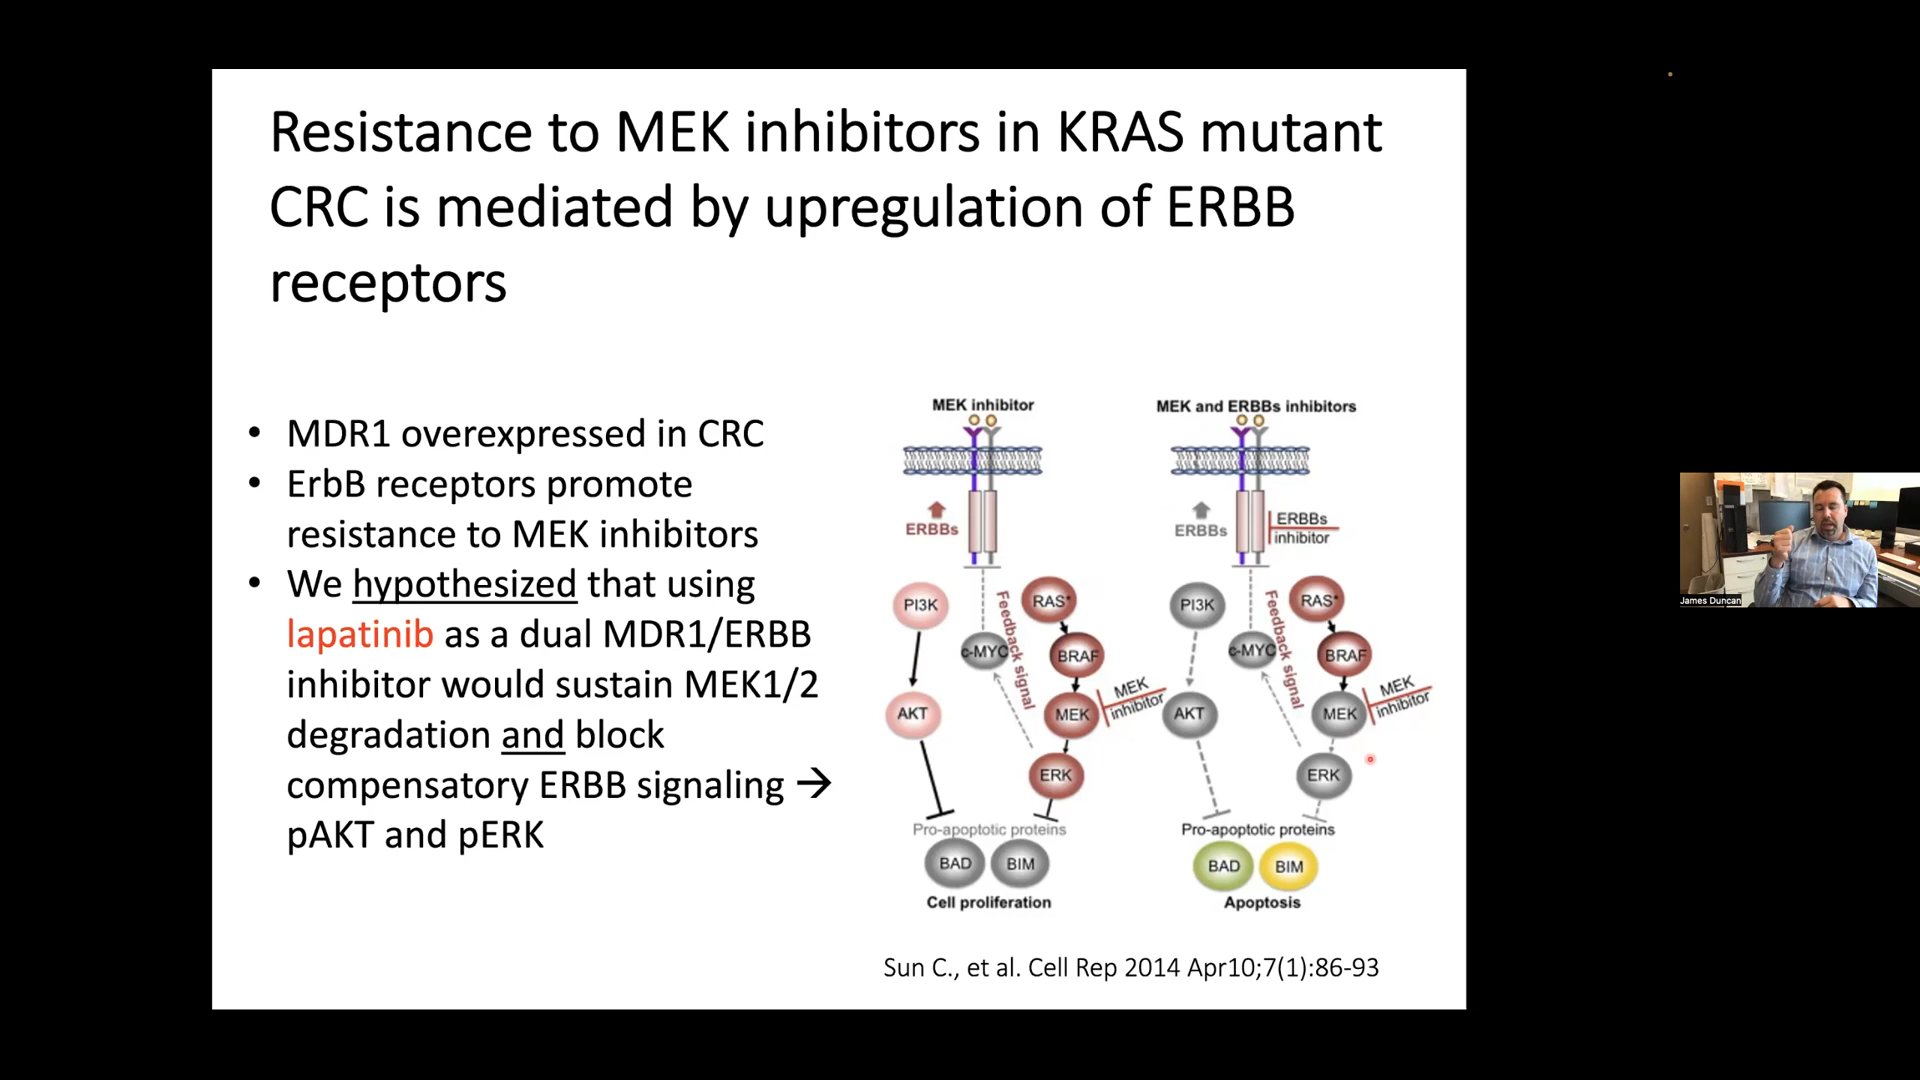 Resistance to MEK inhibitors in KRAS mutant
CRC is mediated by upregulation of ERBB
receptors
• MDR1 overexpressed in CRC
• ErbB receptors promote
resistance to MEK inhibitors
• We hypothesized that using
lapatinib as a dual MDR1/ERBB
inhibitor would sustain MEK1/2
degradation and block
compensatory ERBB signaling →
pAKT and pERK
MEK inhibitor
ERBBs
PI3K
RAS*
c-MYC
Feedback signal
BRAF
AKT
MEK
MEK
inhibitor
ERK
Pro-apoptotic proteins
BAD
BIM
Cell proliferation
MEK and ERBBs inhibitors
ERBBs
ERBBs
inhibitor
PI3K
RAS*
c-MYC
Feedback signal
BRAF
AKT
MEK
MEK
inhibitor
ERK
Pro-apoptotic proteins
BAD
BIM
Apoptosis
Sun C., et al. Cell Rep 2014 Apr10;7(1):86-93
James Duncan